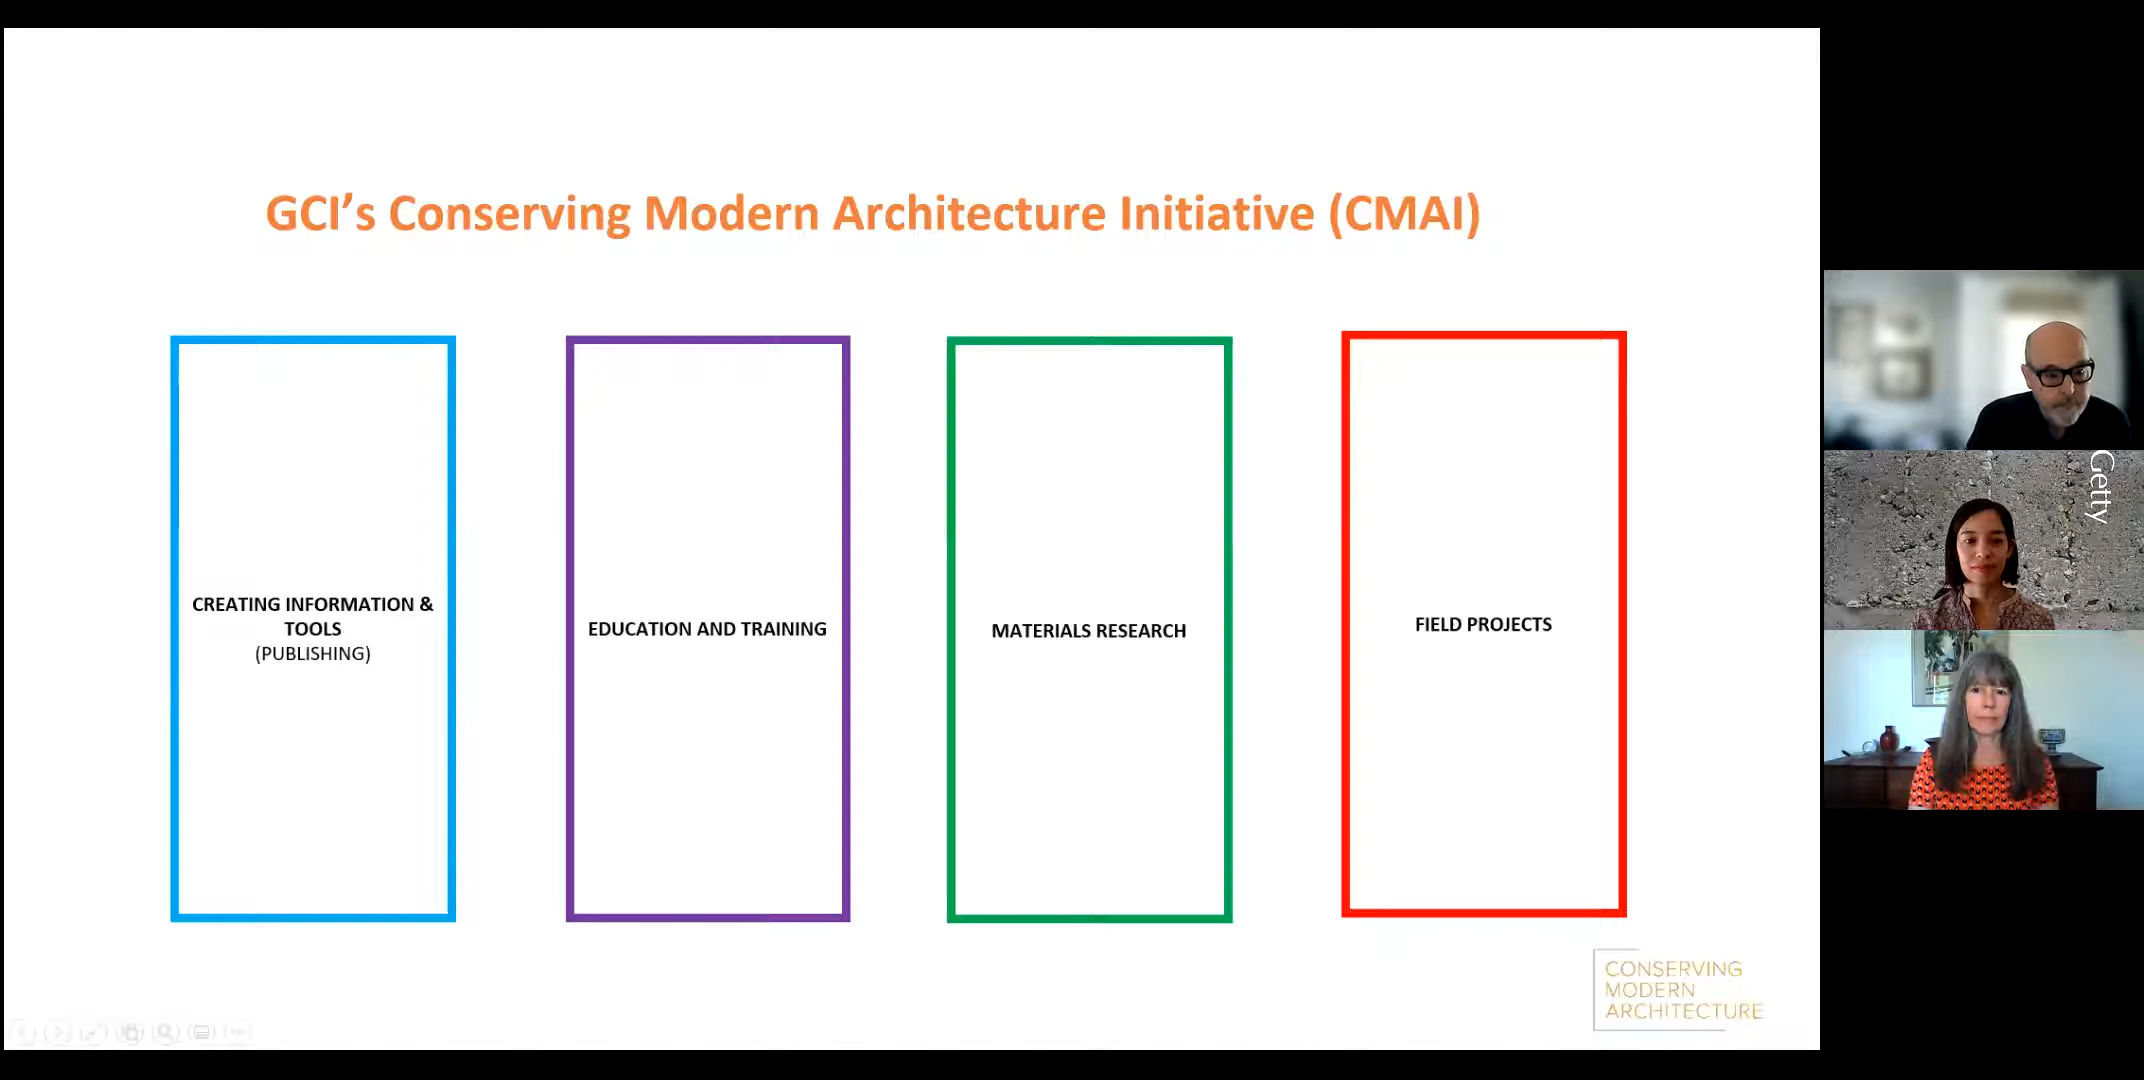 GCI’s Conserving Modern Architecture Initiative (CMAI)
CREATING INFORMATION &
TOOLS
(PUBLISHING)
EDUCATION AND TRAINING
MATERIALS RESEARCH
FIELD PROJECTS
CONSERVING
MODERN
ARCHITECTURE
Getty